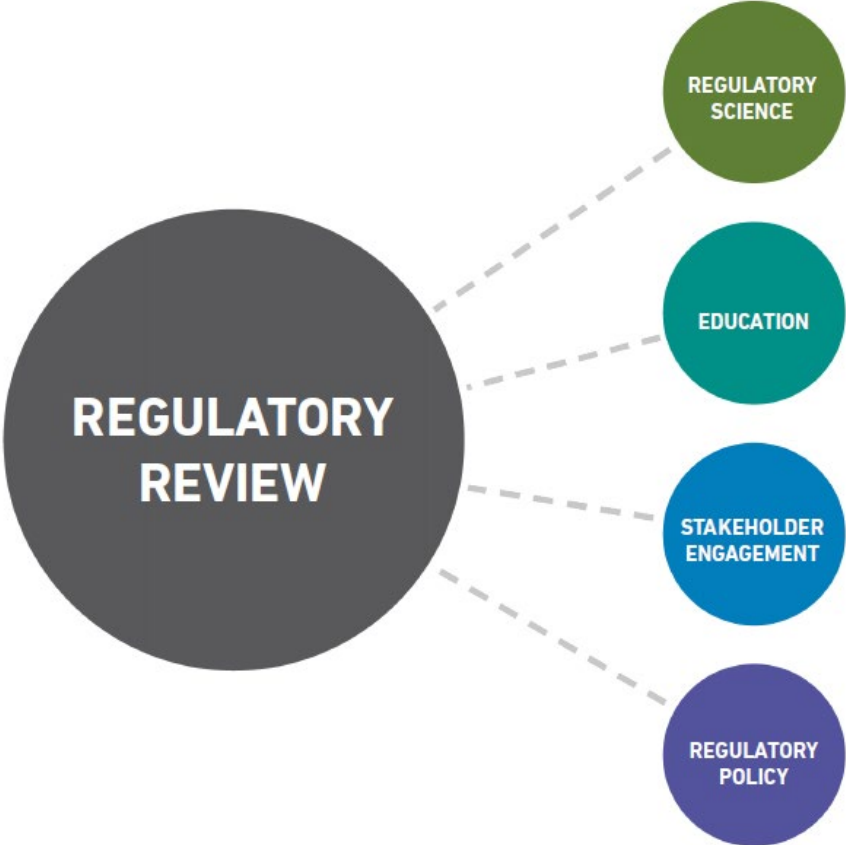 REGULATORY
SCIENCE
EDUCATION
REGULATORY
REVIEW
STAKEHOLDER
ENGAGEMENT
REGULATORY
POLICY